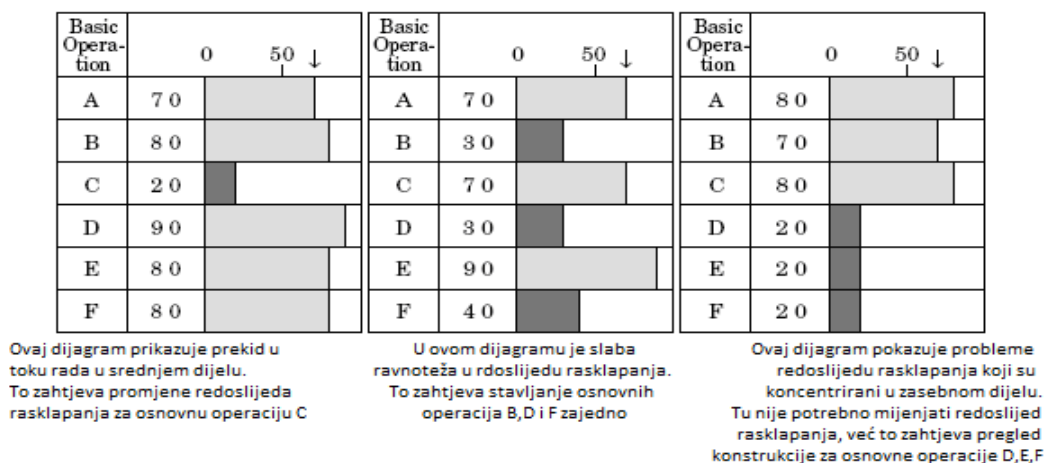 Basic
Opera-
tion
0 50 ↓
A 70
B 80
C 20
D 90
E 80
F 80
Ovaj dijagram prikazuje prekid u
toku rada u srednjem dijelu.
To zahtjeva promjene redoslijeda
rasklapanja za osnovnu operaciju C
Basic
Opera-
tion
0 50 ↓
A 70
B 30
C 70
D 30
E 90
F 40
U ovom dijagramu je slaba
ravnoteža u rdoslijedu rasklapanja.
To zahtjeva stavljanje osnovnih
operacija B,D i F zajedno
Basic
Opera-
tion
0 50 ↓
A 80
B 70
C 80
D 20
E 20
F 20
Ovaj dijagram pokazuje probleme
redoslijedu rasklapanja koji su
koncentrirani u zasebnom dijelu.
Tu nije potrebno mijenjati redoslijed
rasklapanja, već to zahtjeva pregled
konstrukcije za osnovne operacije D,E,F